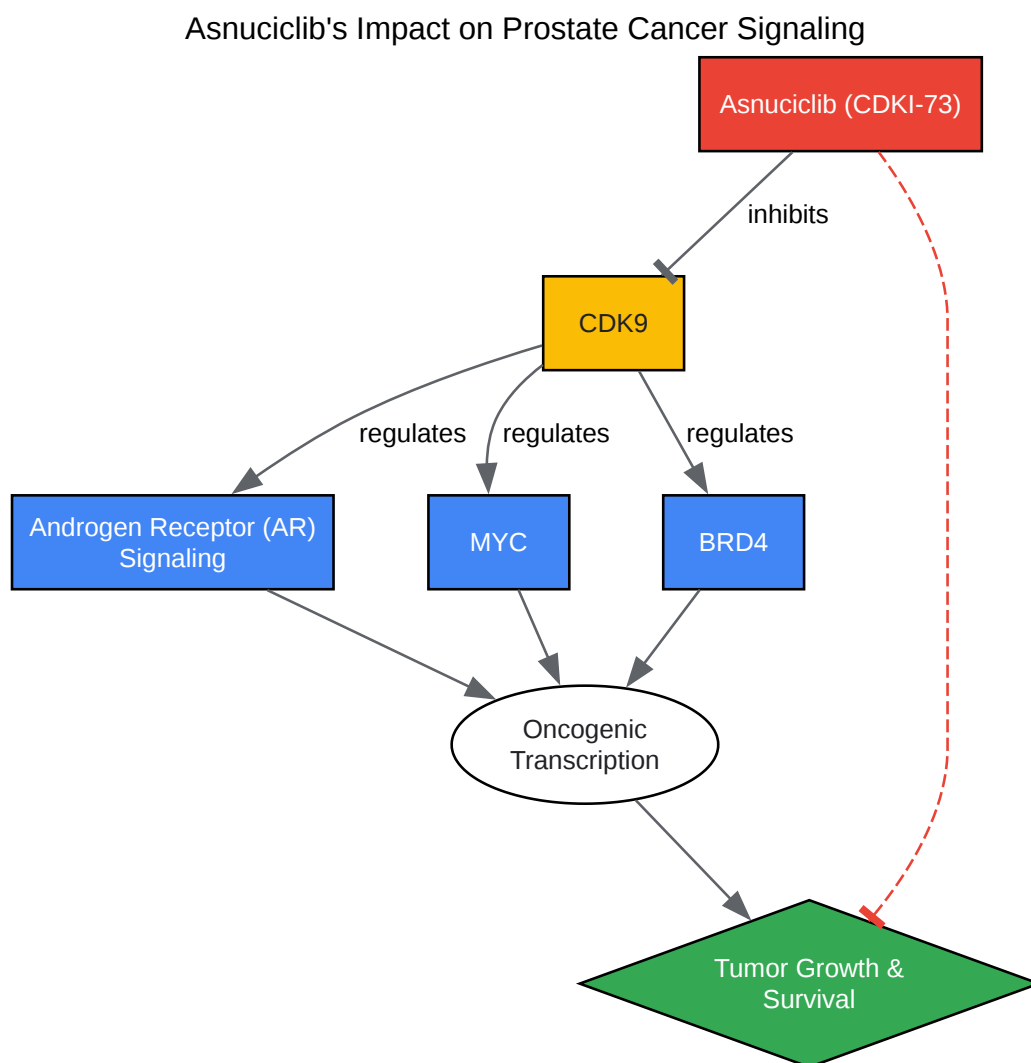 Asnuciclib's Impact on Prostate Cancer Signaling
Asnuciclib (CDKI-73)
inhibits
CDK9
regulates
regulates
regulates
Androgen Receptor (AR)
Signaling
MYC
BRD4
Oncogenic
Transcription
Tumor Growth &
Survival